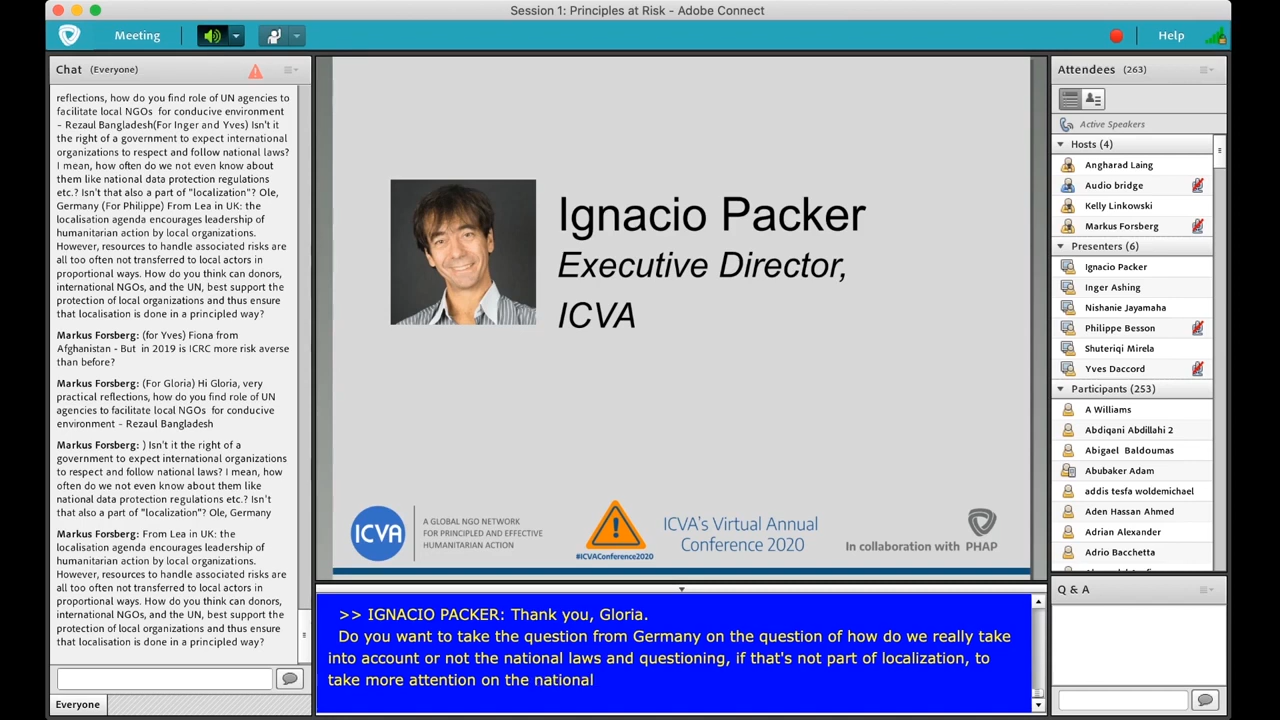 Session 1: Principles at Risk - Adobe Connect
Meeting
Help
Chat (Everyone)
reflections, how do you find role of UN agencies to
facilitate local NGOs for conducive environment
- Rezaul Bangladesh(For Inger and Yves) Isn't it
the right of a government to expect international
organizations to respect and follow national laws?
I mean, how often do we not even know about
them like national data protection regulations
etc.? Isn't that also a part of "localization"? Ole,
Germany (For Philippe) From Lea in UK: the
localisation agenda encourages leadership of
humanitarian action by local organizations.
However, resources to handle associated risks are
all too often not transferred to local actors in
proportional ways. How do you think can donors,
international NGOs, and the UN, best support the
protection of local organizations and thus ensure
that localisation is done in a principled way?
Markus Forsberg: (for Yves) Fiona from
Afghanistan - But in 2019 is ICRC more risk averse
than before?
Markus Forsberg: (For Gloria) Hi Gloria, very
practical reflections, how do you find role of UN
agencies to facilitate local NGOs for conducive
environment - Rezaul Bangladesh
Markus Forsberg: ) Isn't it the right of a
government to expect international organizations
to respect and follow national laws? I mean, how
often do we not even know about them like
national data protection regulations etc.? Isn't
that also a part of "localization"? Ole, Germany
Markus Forsberg: From Lea in UK: the
localisation agenda encourages leadership of
humanitarian action by local organizations.
However, resources to handle associated risks are
all too often not transferred to local actors in
proportional ways. How do you think can donors,
international NGOs, and the UN, best support the
protection of local organizations and thus ensure
that localisation is done in a principled way?
Everyone
Ignacio Packer
Executive Director,
ICVA
ICVA
A GLOBAL NGO NETWORK
FOR PRINCIPLED AND EFFECTIVE
HUMANITARIAN ACTION
#ICVAConference2020
ICVA's Virtual Annual
Conference 2020
In collaboration with PHAP
>> IGNACIO PACKER: Thank you, Gloria.
Do you want to take the question from Germany on the question of how do we really take
into account or not the national laws and questioning, if that's not part of localization, to
take more attention on the national
Attendees (263)
Active Speakers
Hosts (4)
Angharad Laing
Audio bridge
Kelly Linkowski
Markus Forsberg
Presenters (6)
Ignacio Packer
Inger Ashing
Nishanie Jayamaha
Philippe Besson
Shuteriqi Mirela
Yves Daccord
Participants (253)
A Williams
Abdiqani Abdillahi 2
Abigael Baldoumas
Abubaker Adam
addis tesfa woldemichael
Aden Hassan Ahmed
Adrian Alexander
Adrio Bacchetta
Q & A